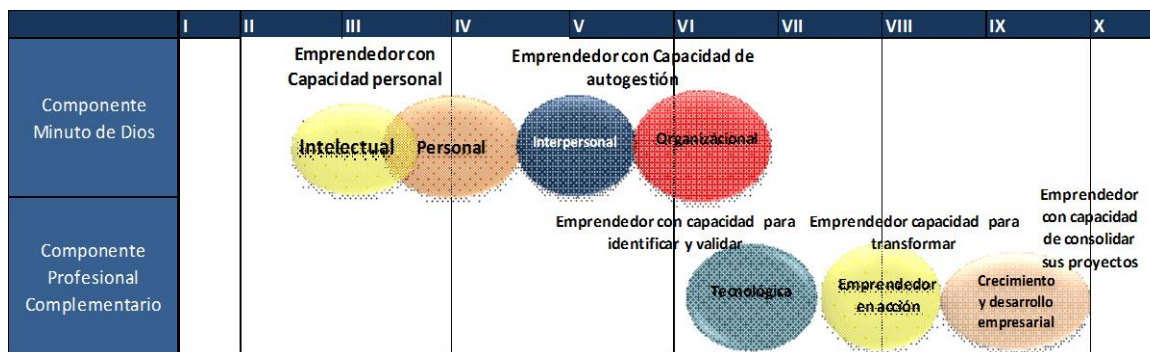 I II III IV V VI VII VIII IX X
Componente
Minuto de Dios
Emprendedor con
Capacidad personal
Emprendedor con Capacidad de
autogestión
Intelectual
Personal
Interpersonal
Organizacional
Componente
Profesional
Complementario
Emprendedor con capacidad para
identificar y validar
Emprendedor capacidad para
transformar
Emprendedor
con capacidad
de consolidar
sus proyectos
Tecnológica
Emprendedor
en acción
Crecimiento
y desarrollo
empresarial